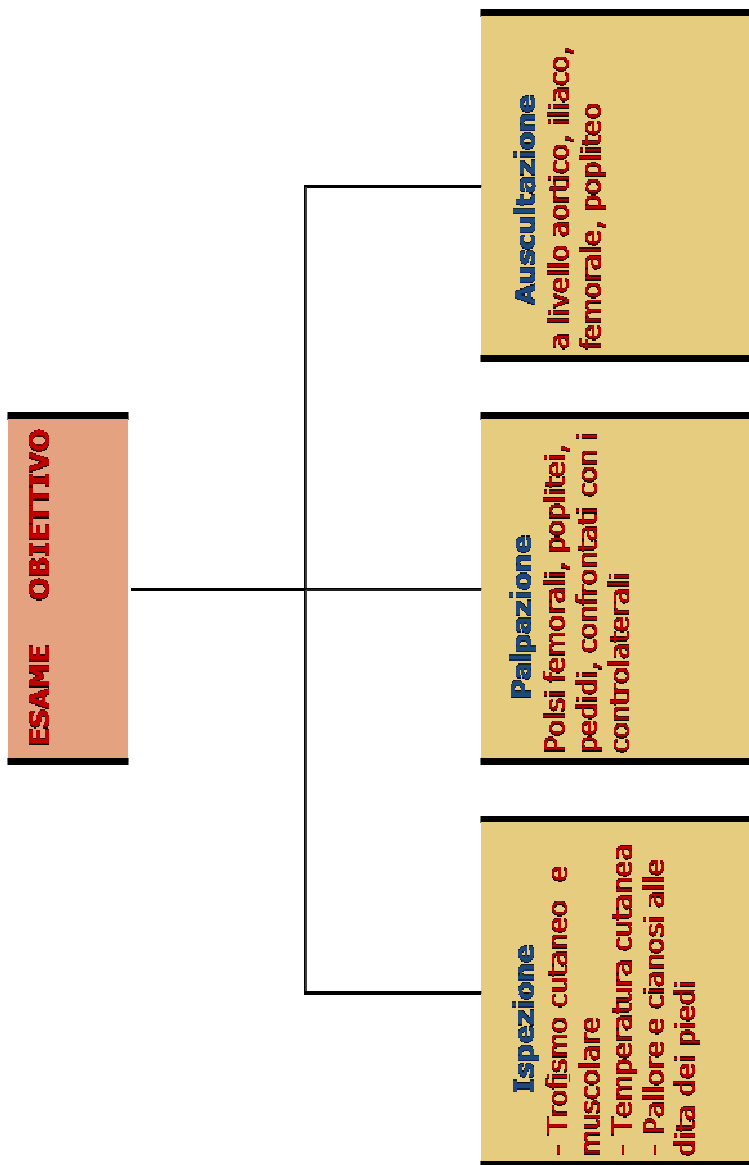 ESAME OBIETTIVO
Ispezione
- Trofismo cutaneo e
muscolare
- Temperatura cutanea
- Pallore e cianosi alle
dita dei piedi
Palpazione
Polsi femorali, poplitei,
pedidi, confrontati con i
controlaterali
Auscultazione
a livello aortico, iliaco,
femorale, popliteo